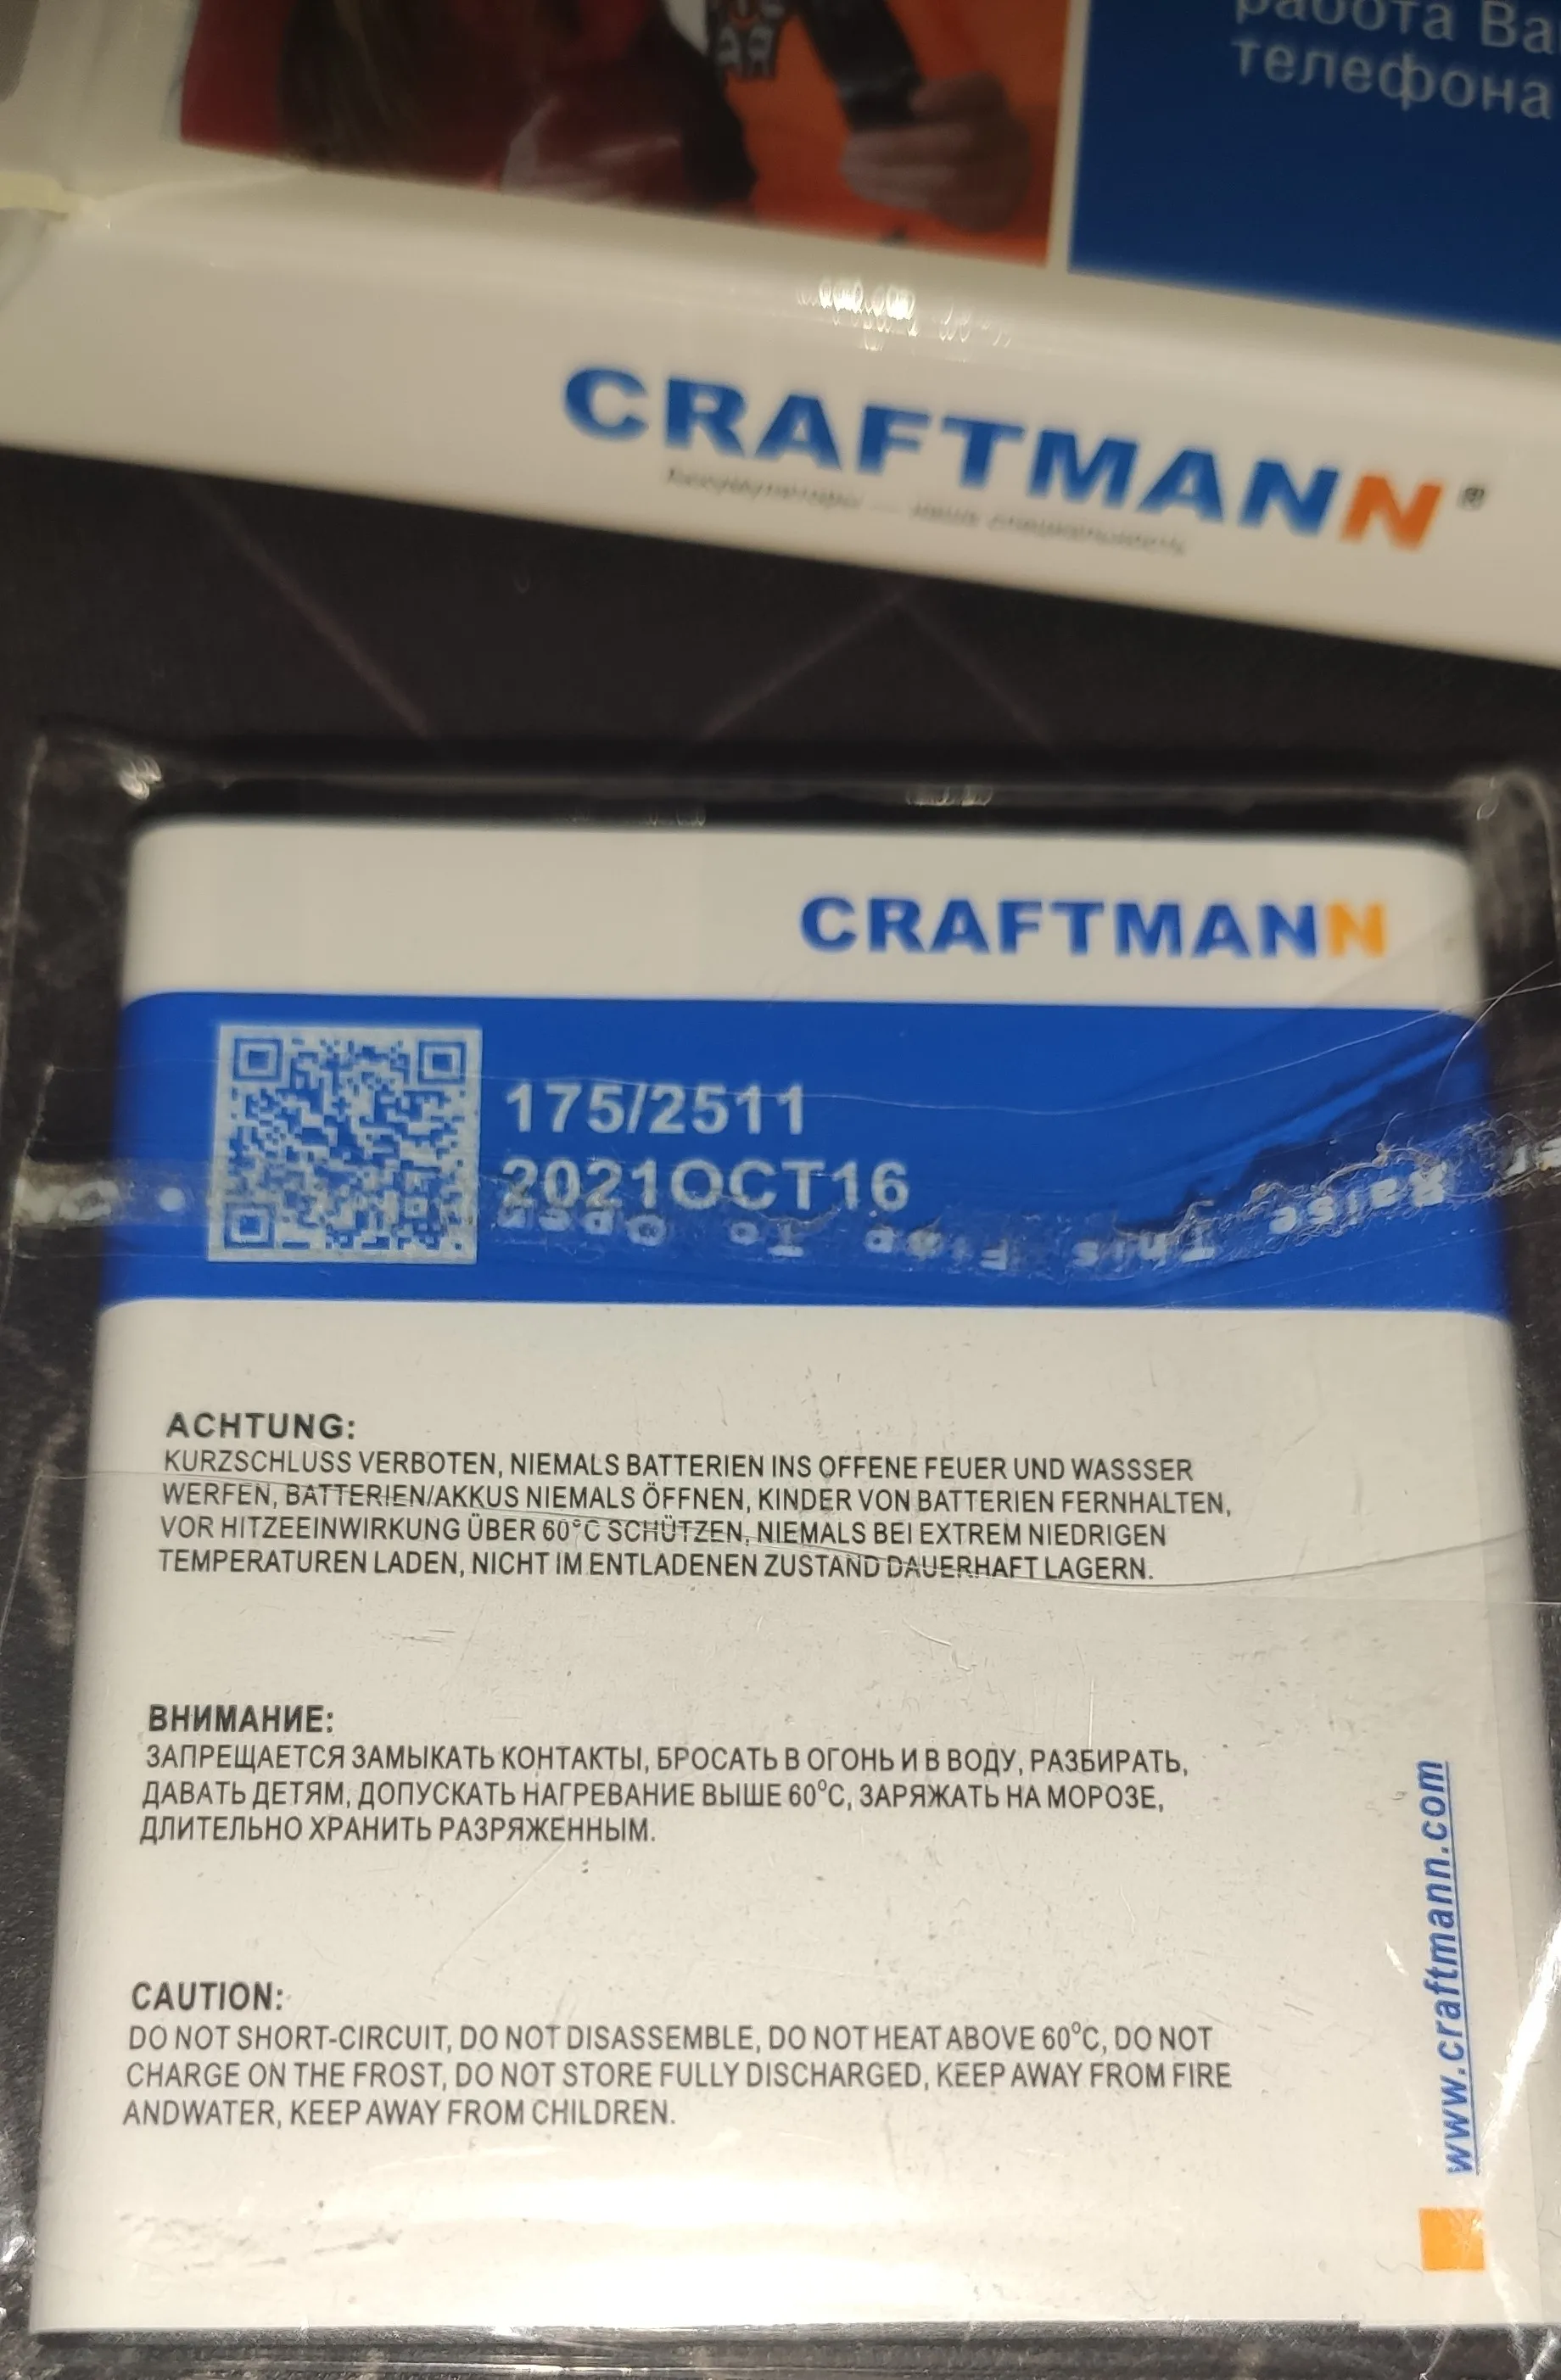 работа Ва
телефона
CRAFTMANN®
Аккумуляторы — наша специальность
CRAFTMANN
175/2511
2021OCT16
Raise This Flap To Open
ACHTUNG:
KURZSCHLUSS VERBOTEN, NIEMALS BATTERIEN INS OFFENE FEUER UND WASSSER
WERFEN, BATTERIEN/AKKUS NIEMALS ÖFFNEN, KINDER VON BATTERIEN FERNHALTEN,
VOR HITZEEINWIRKUNG ÜBER 60°C SCHÜTZEN, NIEMALS BEI EXTREM NIEDRIGEN
TEMPERATUREN LADEN, NICHT IM ENTLADENEN ZUSTAND DAUERHAFT LAGERN.
ВНИМАНИЕ:
ЗАПРЕЩАЕТСЯ ЗАМЫКАТЬ КОНТАКТЫ, БРОСАТЬ В ОГОНЬ И В ВОДУ, РАЗБИРАТЬ,
ДАВАТЬ ДЕТЯМ, ДОПУСКАТЬ НАГРЕВАНИЕ ВЫШЕ 60°C, ЗАРЯЖАТЬ НА МОРОЗЕ,
ДЛИТЕЛЬНО ХРАНИТЬ РАЗРЯЖЕННЫМ.
CAUTION:
DO NOT SHORT-CIRCUIT, DO NOT DISASSEMBLE, DO NOT HEAT ABOVE 60°C, DO NOT
CHARGE ON THE FROST, DO NOT STORE FULLY DISCHARGED, KEEP AWAY FROM FIRE
ANDWATER, KEEP AWAY FROM CHILDREN.
www.craftmann.com